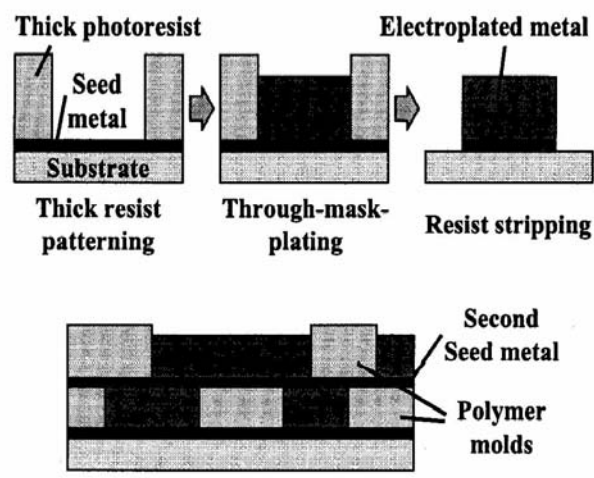 Thick photoresist
Electroplated metal
Seed
metal
Substrate
Thick resist
patterning
Through-mask-
plating
Resist stripping
Second
Seed metal
Polymer
molds